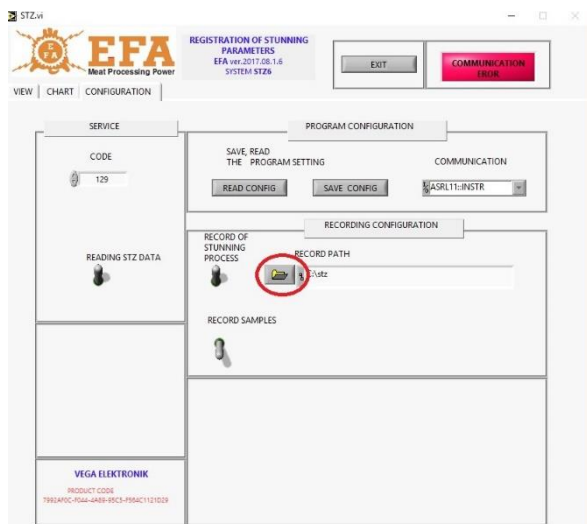 STZ.vi
EFA
EFA
Meat Processing Power
REGISTRATION OF STUNNING
PARAMETERS
EFA ver.2017.08.1.6
SYSTEM STZ6
EXIT
COMMUNICATION
EROR
VIEW
CHART
CONFIGURATION
SERVICE
CODE
129
READING STZ DATA
PROGRAM CONFIGURATION
SAVE, READ
THE PROGRAM SETTING
COMMUNICATION
READ CONFIG
SAVE CONFIG
ASRL11::INSTR
RECORDING CONFIGURATION
RECORD OF
STUNNING
PROCESS
RECORD PATH
\stz
RECORD SAMPLES
VEGA ELEKTRONIK
PRODUCT CODE